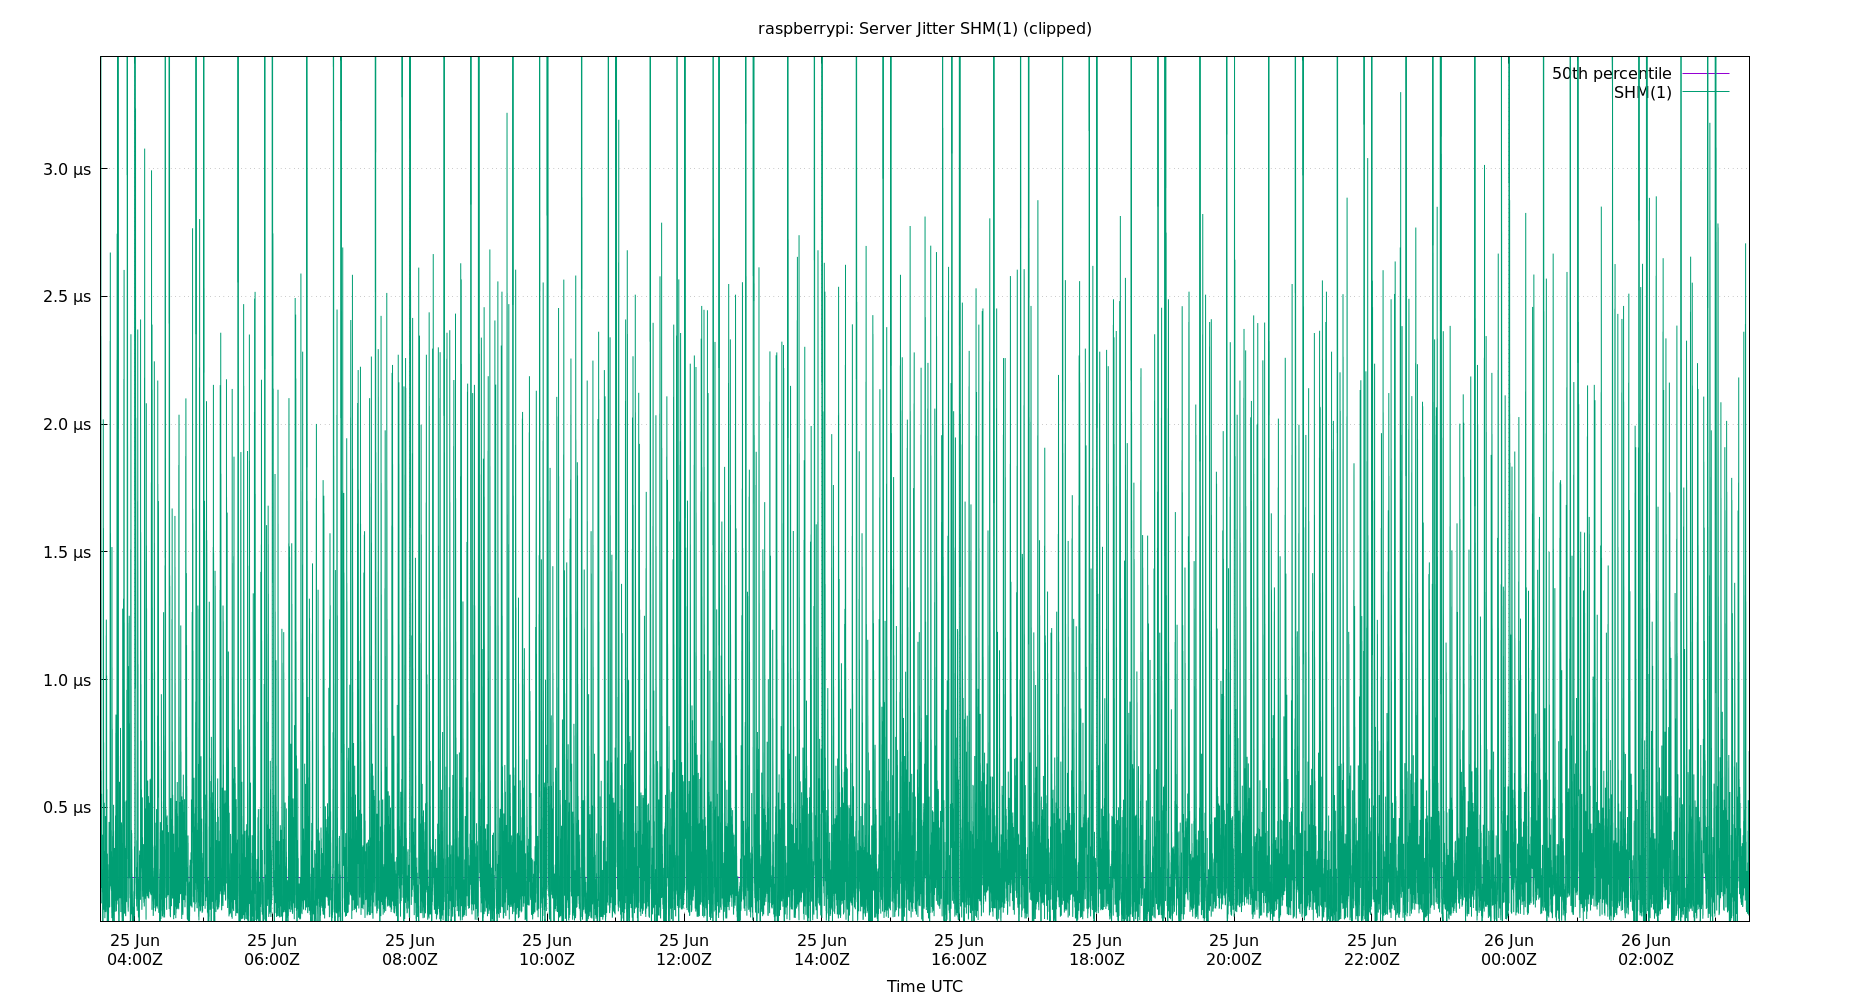 raspberrypi: Server Jitter SHM(1) (clipped)
50th percentile
SHM(1)
3.0 µs
2.5 µs
2.0 µs
1.5 µs
1.0 µs
0.5 µs
25 Jun 25 Jun 25 Jun 25 Jun 25 Jun 25 Jun 25 Jun 25 Jun 25 Jun 25 Jun 26 Jun 26 Jun
04:00Z 06:00Z 08:00Z 10:00Z 12:00Z 14:00Z 16:00Z 18:00Z 20:00Z 22:00Z 00:00Z 02:00Z
Time UTC